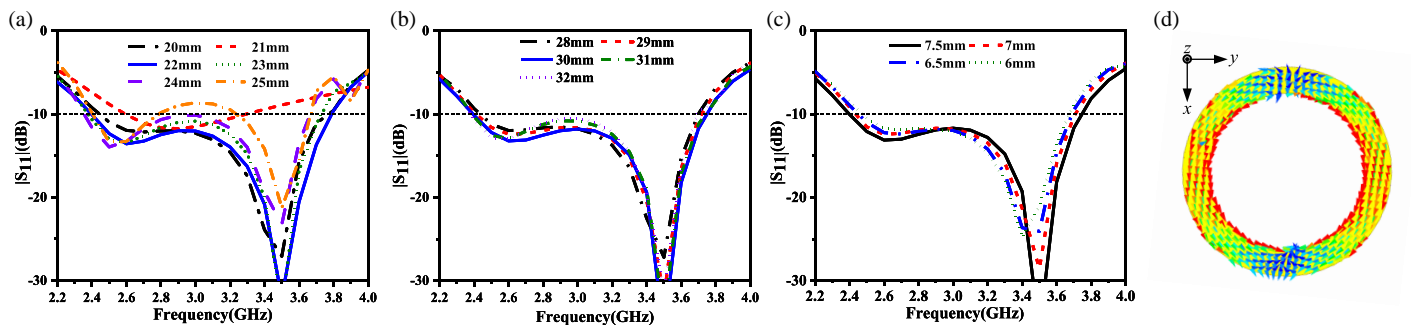 (a)
0
-10
-20
-30
|S11|(dB)
20mm 21mm
22mm 23mm
24mm 25mm
2.2 2.4 2.6 2.8 3.0 3.2 3.4 3.6 3.8 4.0
Frequency(GHz)
(b)
0
-10
-20
-30
|S11|(dB)
28mm 29mm
30mm 31mm
32mm
2.2 2.4 2.6 2.8 3.0 3.2 3.4 3.6 3.8 4.0
Frequency(GHz)
(c)
0
-10
-20
-30
|S11|(dB)
7.5mm 7mm
6.5mm 6mm
2.2 2.4 2.6 2.8 3.0 3.2 3.4 3.6 3.8 4.0
Frequency(GHz)
(d)
z
y
x